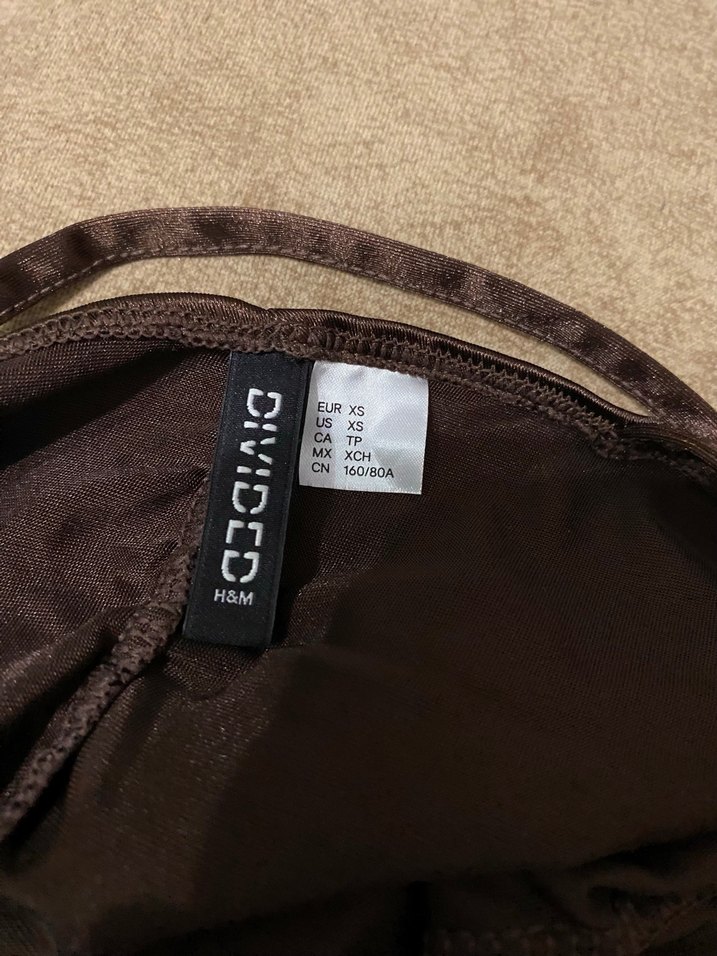 DIVIDED
H&M
EUR XS
US XS
CA TP
MX XCH
CN 160/80A